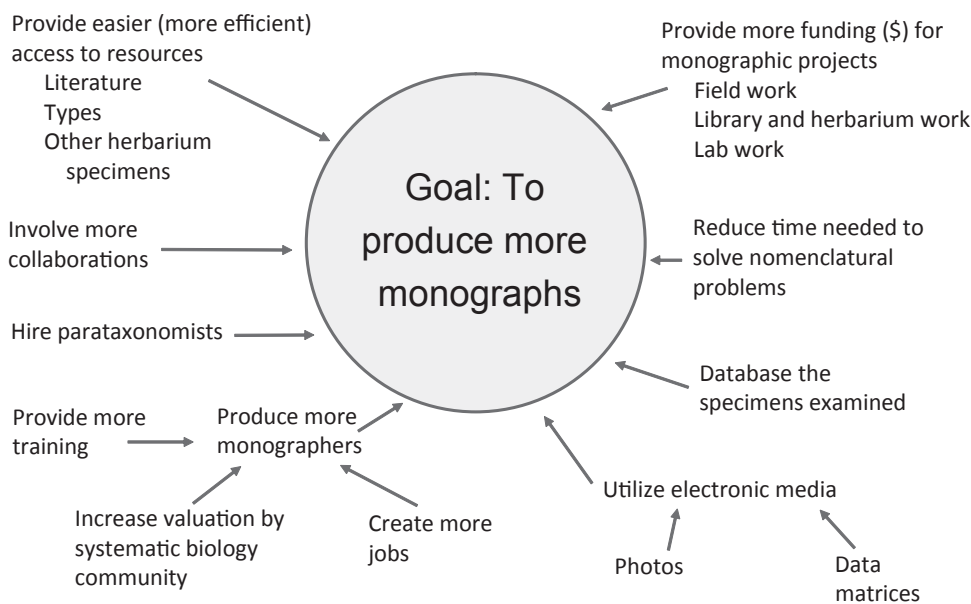 Provide easier (more efficient)
access to resources
Literature
Types
Other herbarium
specimens
Provide more funding ($) for
monographic projects
Field work
Library and herbarium work
Lab work
Goal: To
produce more
monographs
Involve more
collaborations
Reduce time needed to
solve nomenclatural
problems
Hire parataxonomists
Database the
specimens examined
Provide more
training
Produce more
monographers
Utilize electronic media
Increase valuation by
systematic biology
community
Create more
jobs
Photos
Data
matrices